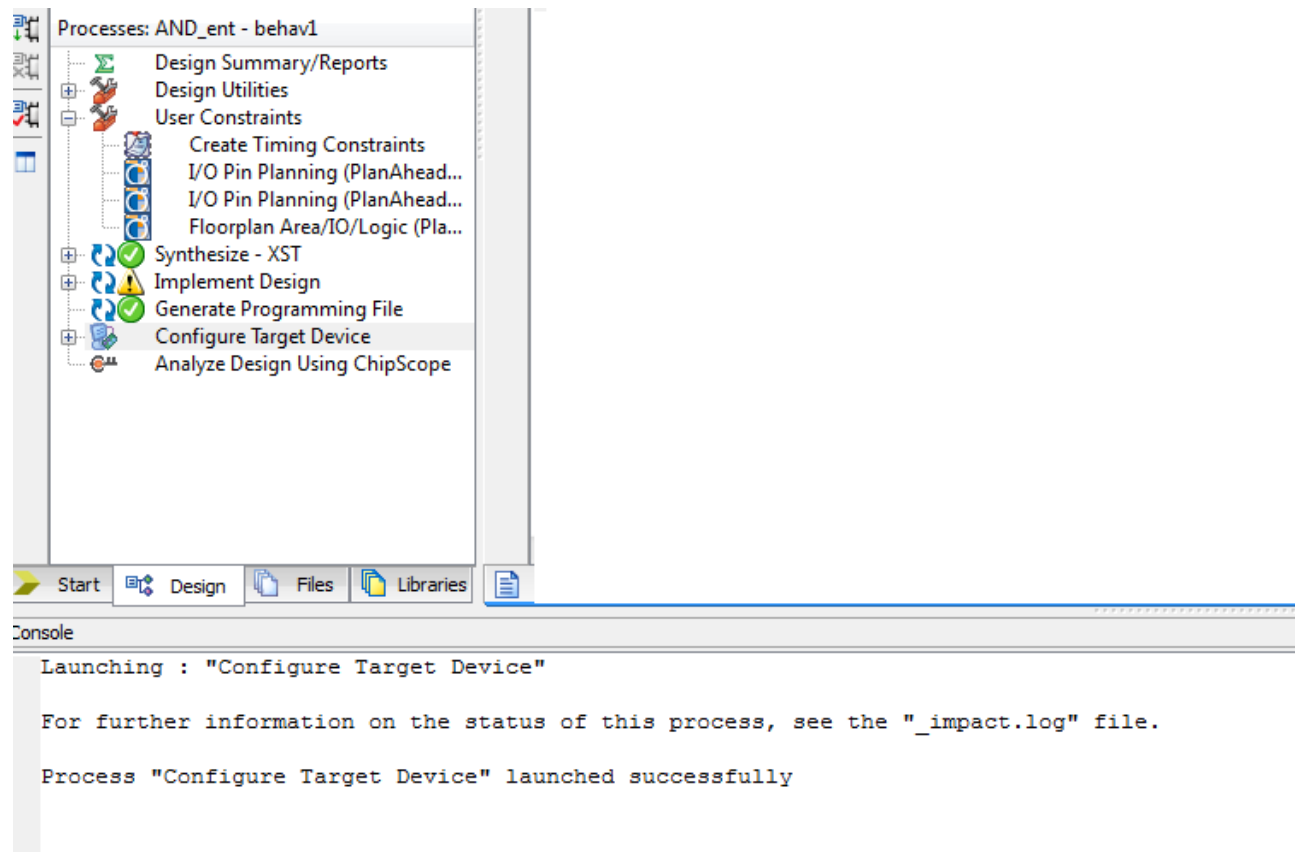 Processes: AND_ent - behav1
Design Summary/Reports
Design Utilities
User Constraints
Create Timing Constraints
I/O Pin Planning (PlanAhead...
I/O Pin Planning (PlanAhead...
Floorplan Area/IO/Logic (Pla...
Synthesize - XST
Implement Design
Generate Programming File
Configure Target Device
Analyze Design Using ChipScope
Start Design Files Libraries
Console
Launching : "Configure Target Device"
For further information on the status of this process, see the "_impact.log" file.
Process "Configure Target Device" launched successfully